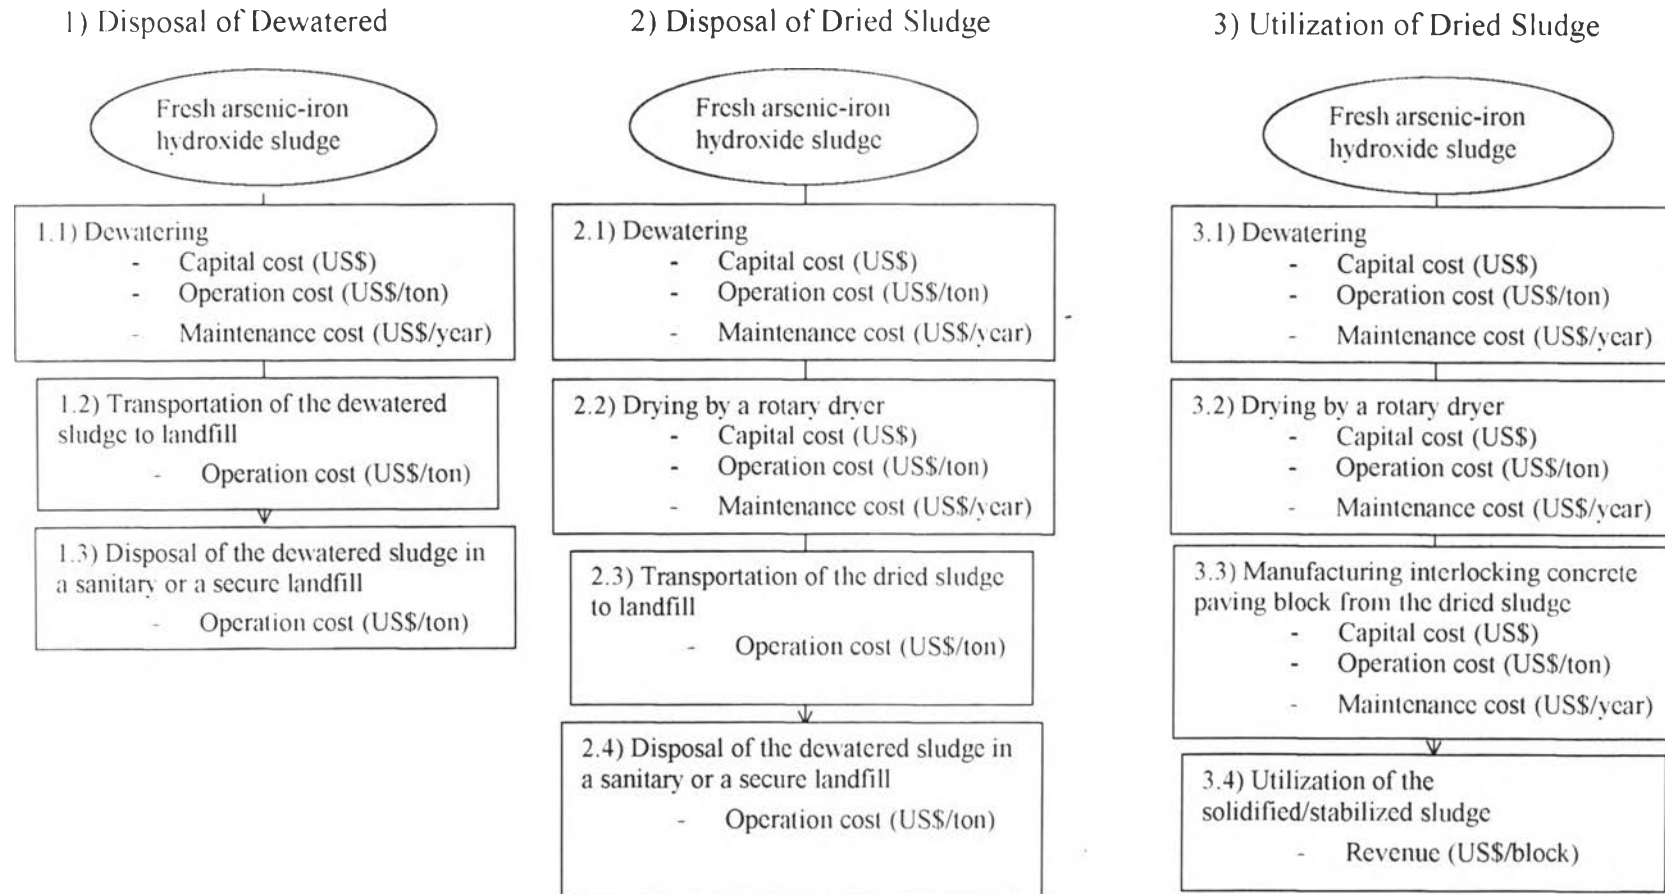 1) Disposal of Dewatered
Fresh arsenic-iron
hydroxide sludge
1.1) Dewatering
- Capital cost (US$)
- Operation cost (US$/ton)
- Maintenance cost (US$/year)
1.2) Transportation of the dewatered
sludge to landfill
- Operation cost (US$/ton)
1.3) Disposal of the dewatered sludge in
a sanitary or a secure landfill
- Operation cost (US$/ton)
2) Disposal of Dried Sludge
Fresh arsenic-iron
hydroxide sludge
2.1) Dewatering
- Capital cost (US$)
- Operation cost (US$/ton)
- Maintenance cost (US$/year)
2.2) Drying by a rotary dryer
- Capital cost (US$)
- Operation cost (US$/ton)
- Maintenance cost (US$/year)
2.3) Transportation of the dried sludge
to landfill
- Operation cost (US$/ton)
2.4) Disposal of the dewatered sludge in
a sanitary or a secure landfill
- Operation cost (US$/ton)
3) Utilization of Dried Sludge
Fresh arsenic-iron
hydroxide sludge
3.1) Dewatering
- Capital cost (US$)
- Operation cost (US$/ton)
- Maintenance cost (US$/year)
3.2) Drying by a rotary dryer
- Capital cost (US$)
- Operation cost (US$/ton)
- Maintenance cost (US$/year)
3.3) Manufacturing interlocking concrete
paving block from the dried sludge
- Capital cost (US$)
- Operation cost (US$/ton)
- Maintenance cost (US$/year)
3.4) Utilization of the
solidified/stabilized sludge
- Revenue (US$/block)